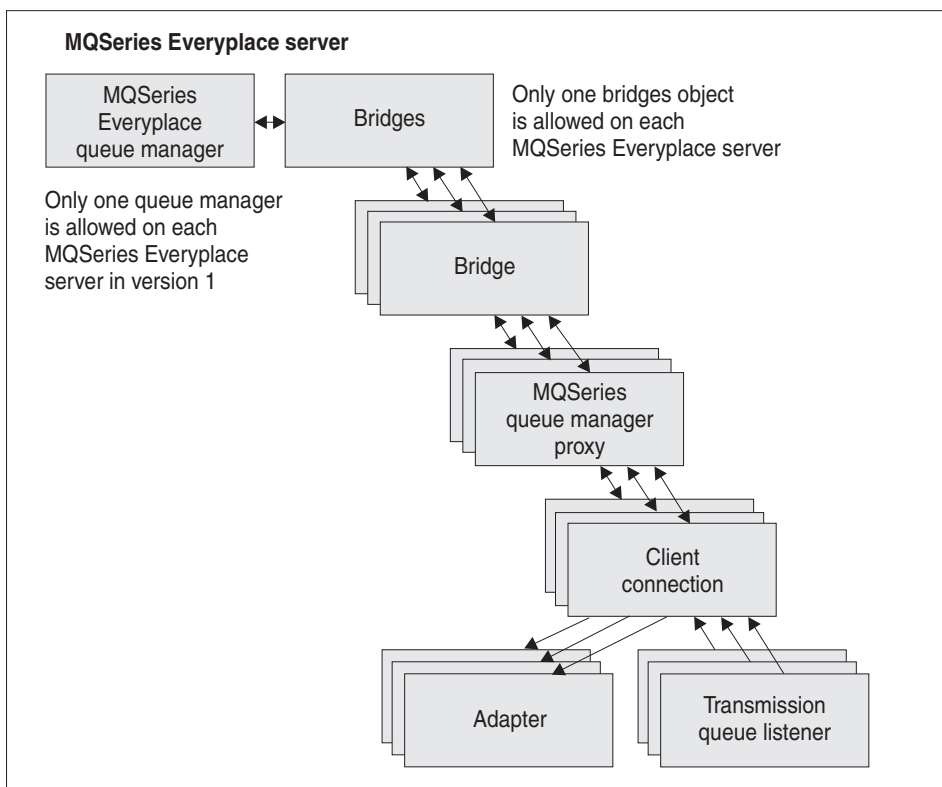 MQSeries Everyplace server
MQSeries
Everyplace
queue manager
Bridges
Only one bridges object
is allowed on each
MQSeries Everyplace server
Only one queue manager
is allowed on each
MQSeries Everyplace
server in version 1
Bridge
MQSeries
queue manager
proxy
Client
connection
Adapter
Transmission
queue listener